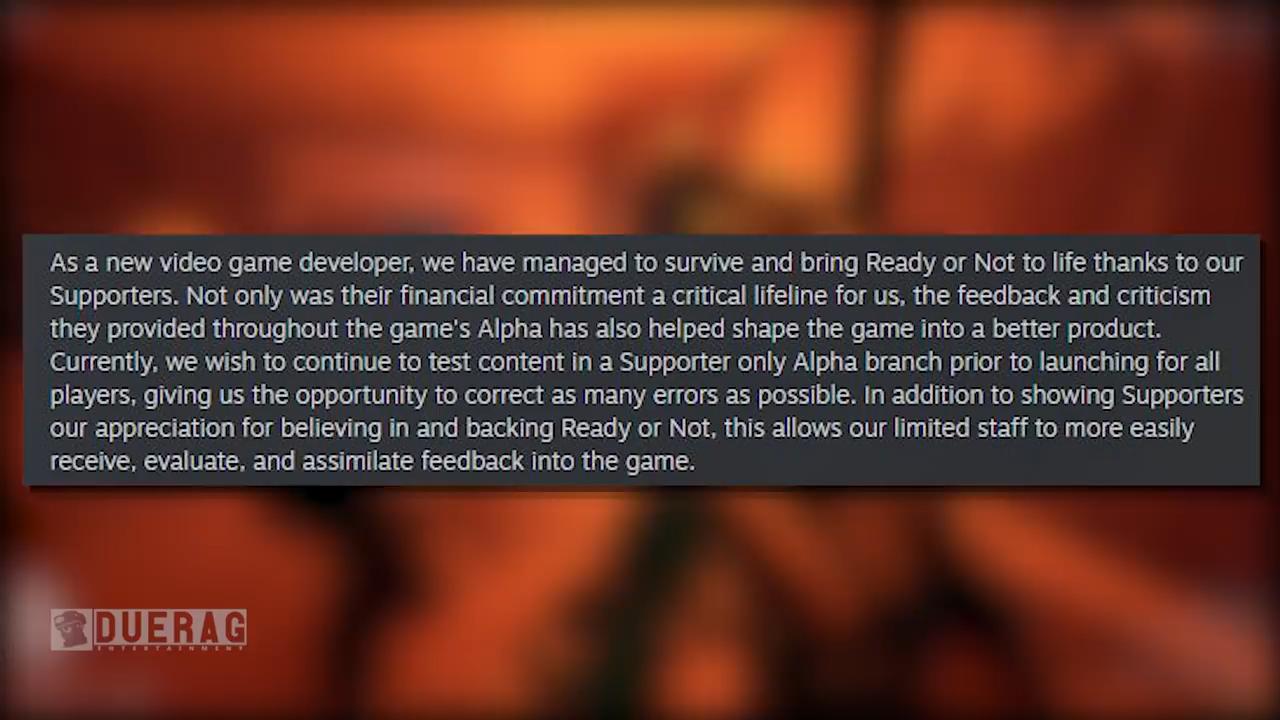 As a new video game developer, we have managed to survive and bring Ready or Not to life thanks to our
Supporters. Not only was their financial commitment a critical lifeline for us, the feedback and criticism
they provided throughout the game's Alpha has also helped shape the game into a better product.
Currently, we wish to continue to test content in a Supporter only Alpha branch prior to launching for all
players, giving us the opportunity to correct as many errors as possible. In addition to showing Supporters
our appreciation for believing in and backing Ready or Not, this allows our limited staff to more easily
receive, evaluate, and assimilate feedback into the game.
DUERAG
ENTERTAINMENT